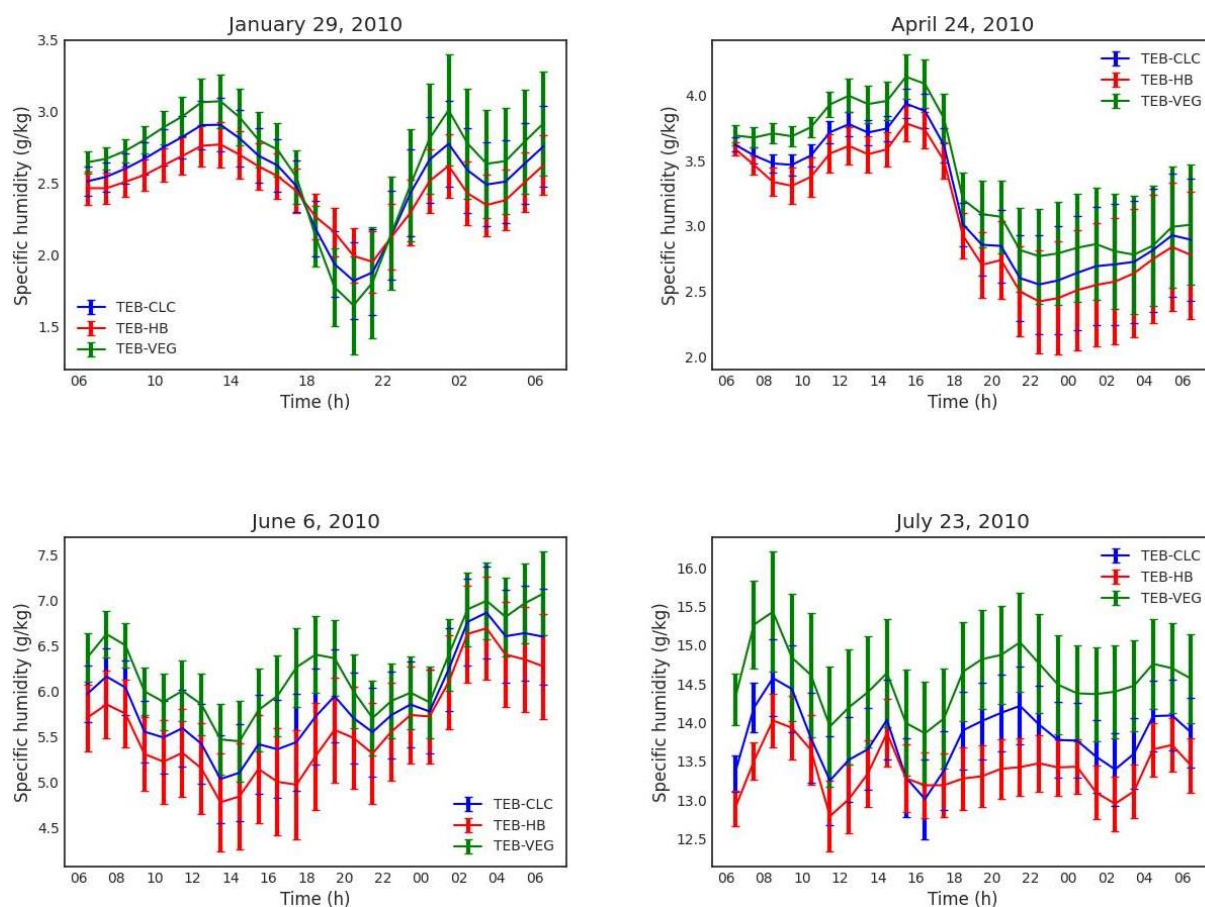 January 29, 2010
Specific humidity (g/kg)
3.5
3.0
2.5
2.0
1.5
TEB-CLC
TEB-HB
TEB-VEG
06 10 14 18 22 02 06
Time (h)
April 24, 2010
Specific humidity (g/kg)
4.0
3.5
3.0
2.5
2.0
TEB-CLC
TEB-HB
TEB-VEG
06 08 10 12 14 16 18 20 22 00 02 04 06
Time (h)
June 6, 2010
Specific humidity (g/kg)
7.5
7.0
6.5
6.0
5.5
5.0
4.5
TEB-CLC
TEB-HB
TEB-VEG
06 08 10 12 14 16 18 20 22 00 02 04 06
Time (h)
July 23, 2010
Specific humidity (g/kg)
16.0
15.5
15.0
14.5
14.0
13.5
13.0
12.5
TEB-CLC
TEB-HB
TEB-VEG
06 08 10 12 14 16 18 20 22 00 02 04 06
Time (h)